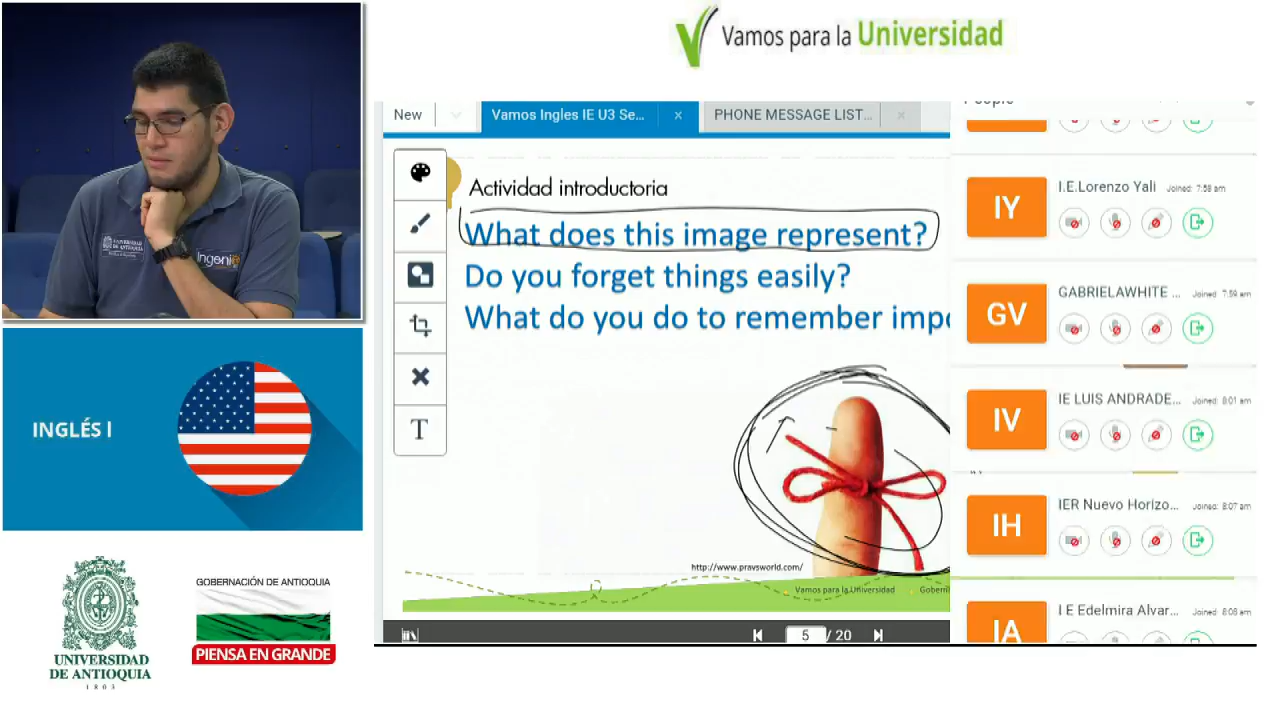 Vamos para la Universidad
New
Vamos Ingles IE U3 Se...
x
PHONE MESSAGE LIST...
x
People
Actividad introductoria
What does this image represent?
Do you forget things easily?
What do you do to remember impo
T
http://www.pravsworld.com/
Vamos para la Universidad
5 / 20
IY
I.E.Lorenzo Yali
Joined: 7:58 am
GV
GABRIELAWHITE ...
Joined: 7:59 am
IV
IE LUIS ANDRADE...
Joined: 8:01 am
IH
IER Nuevo Horizo...
Joined: 8:07 am
IA
I E Edelmira Alvar...
Joined: 8:08 am
INGLÉS I
UNIVERSIDAD
DE ANTIOQUIA
1803
GOBERNACIÓN DE ANTIOQUIA
PIENSA EN GRANDE